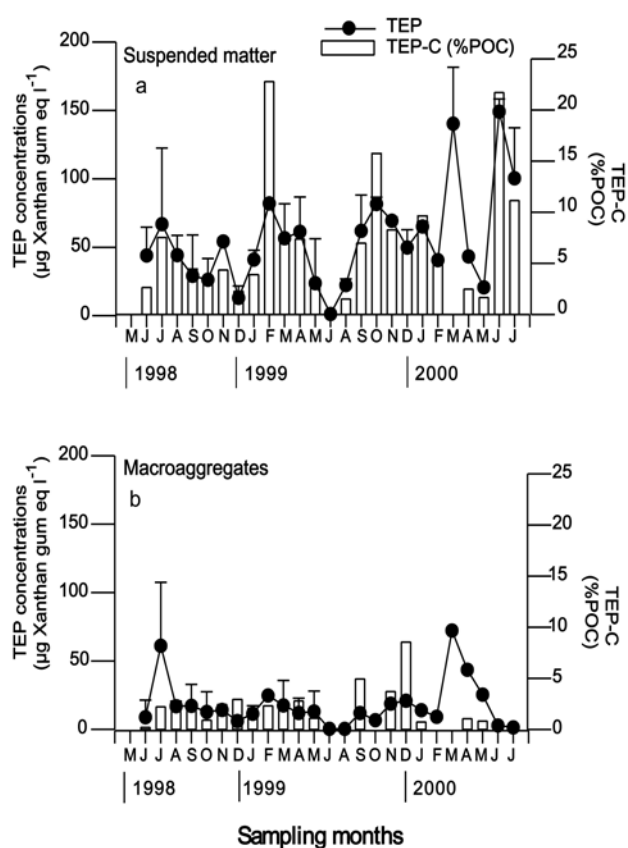 TEP
TEP-C (%POC)
Suspended matter
a
TEP concentrations
(µg Xanthan gum eq l⁻¹)
200
150
100
50
0
25
20
15
10
5
0
TEP-C
(%POC)
M J J A S O N D J F M A M J A S O N D J F M A M J J
1998 1999 2000
Macroaggregates
b
TEP concentrations
(µg Xanthan gum eq l⁻¹)
200
150
100
50
0
25
20
15
10
5
0
TEP-C
(%POC)
M J J A S O N D J F M A M J A S O N D J F M A M J J
1998 1999 2000
Sampling months